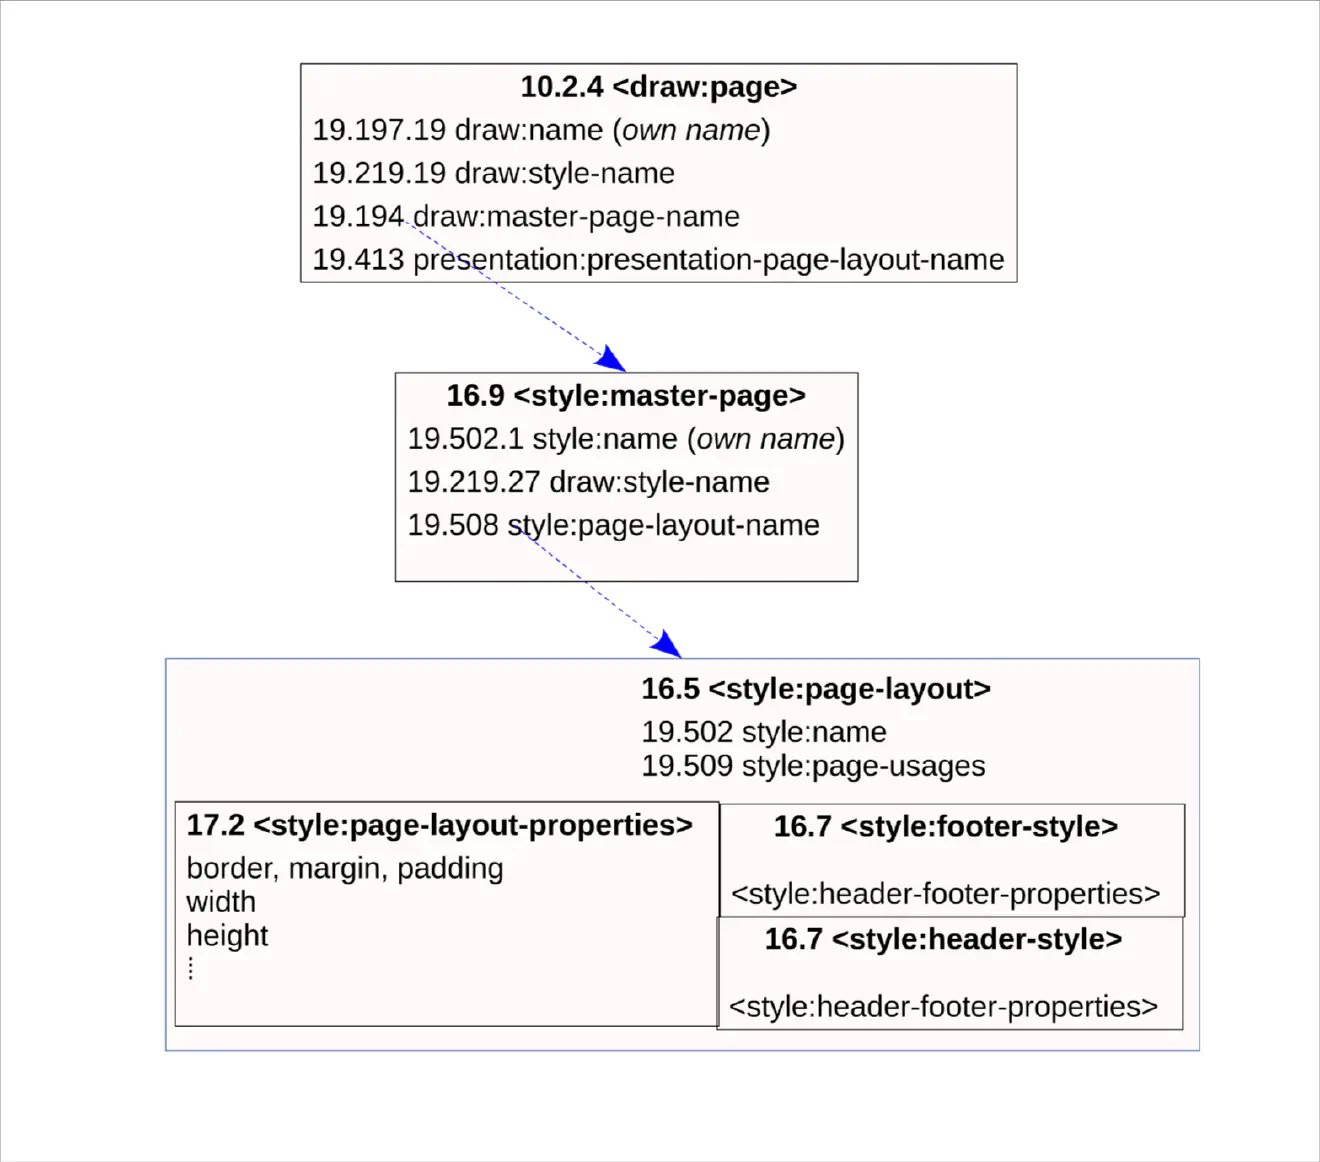 10.2.4 <draw:page>
19.197.19 draw:name (own name)
19.219.19 draw:style-name
19.194 draw:master-page-name
19.413 presentation:presentation-page-layout-name
16.9 <style:master-page>
19.502.1 style:name (own name)
19.219.27 draw:style-name
19.508 style:page-layout-name
16.5 <style:page-layout>
19.502 style:name
19.509 style:page-usages
17.2 <style:page-layout-properties>
border, margin, padding
width
height
⁞
16.7 <style:footer-style>
<style:header-footer-properties>
16.7 <style:header-style>
<style:header-footer-properties>